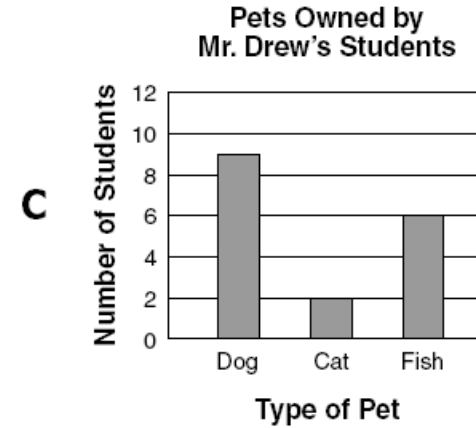 Pets Owned by
Mr. Drew's Students
C
Number of Students
12
10
8
6
4
2
0
Dog Cat Fish
Type of Pet